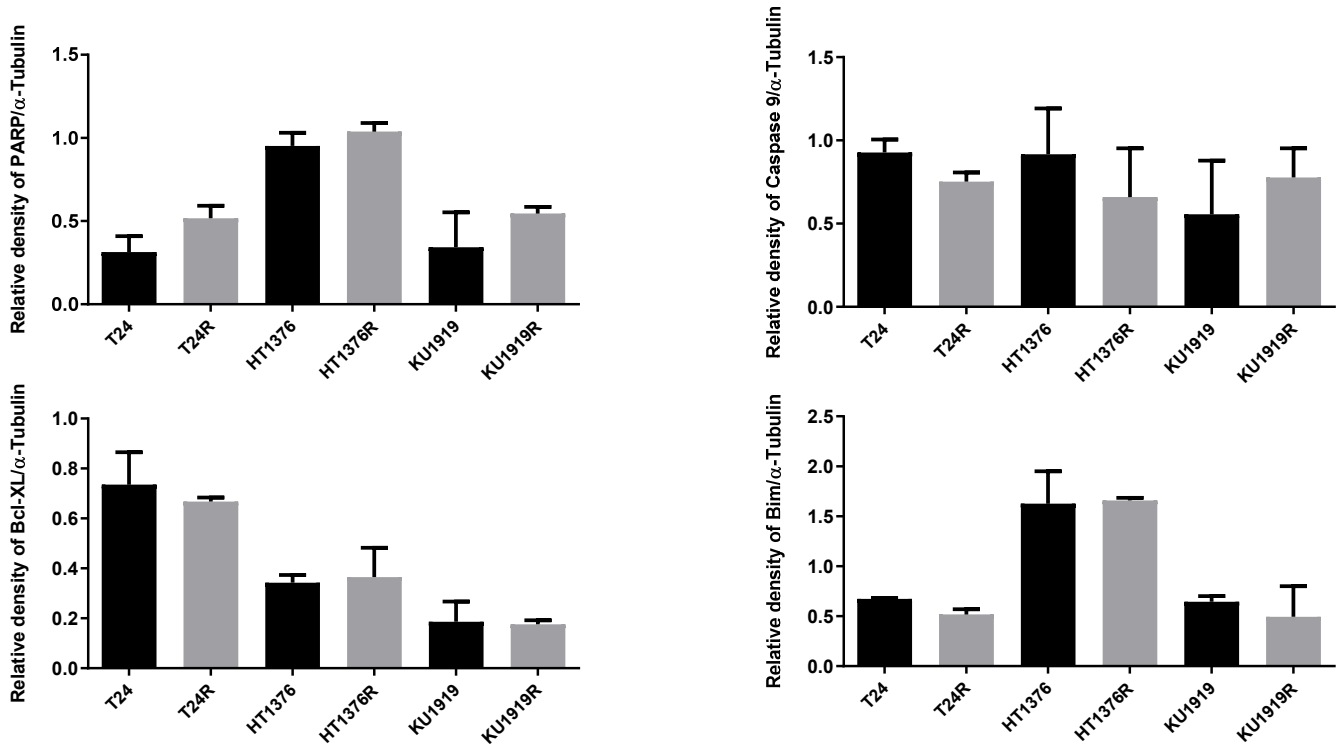 Relative density of PARP/α-Tubulin
1.5
1.0
0.5
0.0
T24
T24R
HT1376
HT1376R
KU1919
KU1919R
Relative density of Caspase 9/α-Tubulin
1.5
1.0
0.5
0.0
T24
T24R
HT1376
HT1376R
KU1919
KU1919R
Relative density of Bcl-XL/α-Tubulin
1.0
0.8
0.6
0.4
0.2
0.0
T24
T24R
HT1376
HT1376R
KU1919
KU1919R
Relative density of Bim/α-Tubulin
2.5
2.0
1.5
1.0
0.5
0.0
T24
T24R
HT1376
HT1376R
KU1919
KU1919R